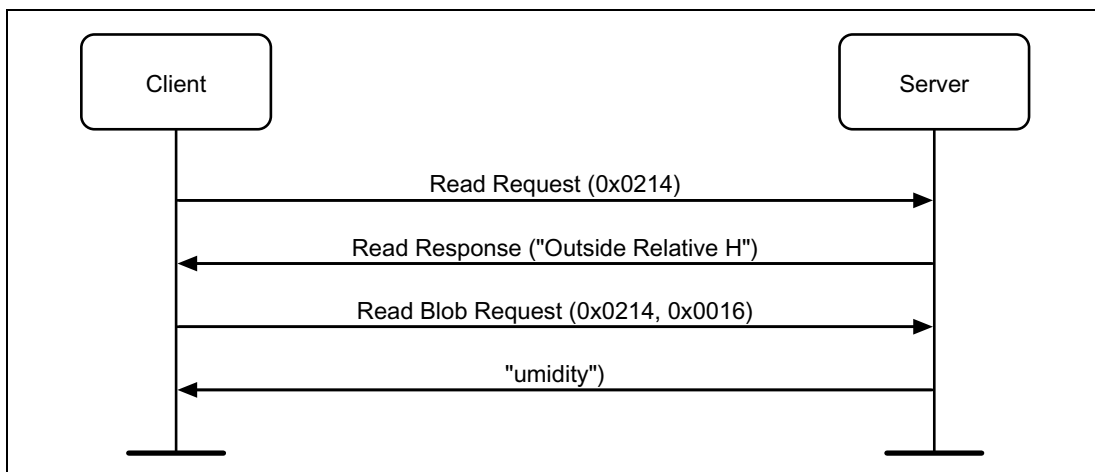 Client
Server
Read Request (0x0214)
Read Response ("Outside Relative H")
Read Blob Request (0x0214, 0x0016)
"umidity")